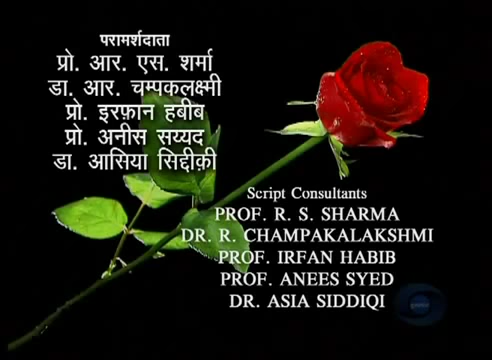 परामर्शदाता
प्रो. आर. एस. शर्मा
डा. आर. चम्पकलक्ष्मी
प्रो. इरफ़ान हबीब
प्रो. अनीस सय्यद
डा. आसिया सिद्दीक़ी
Script Consultants
PROF. R. S. SHARMA
DR. R. CHAMPAKALAKSHMI
PROF. IRFAN HABIB
PROF. ANEES SYED
DR. ASIA SIDDIQI